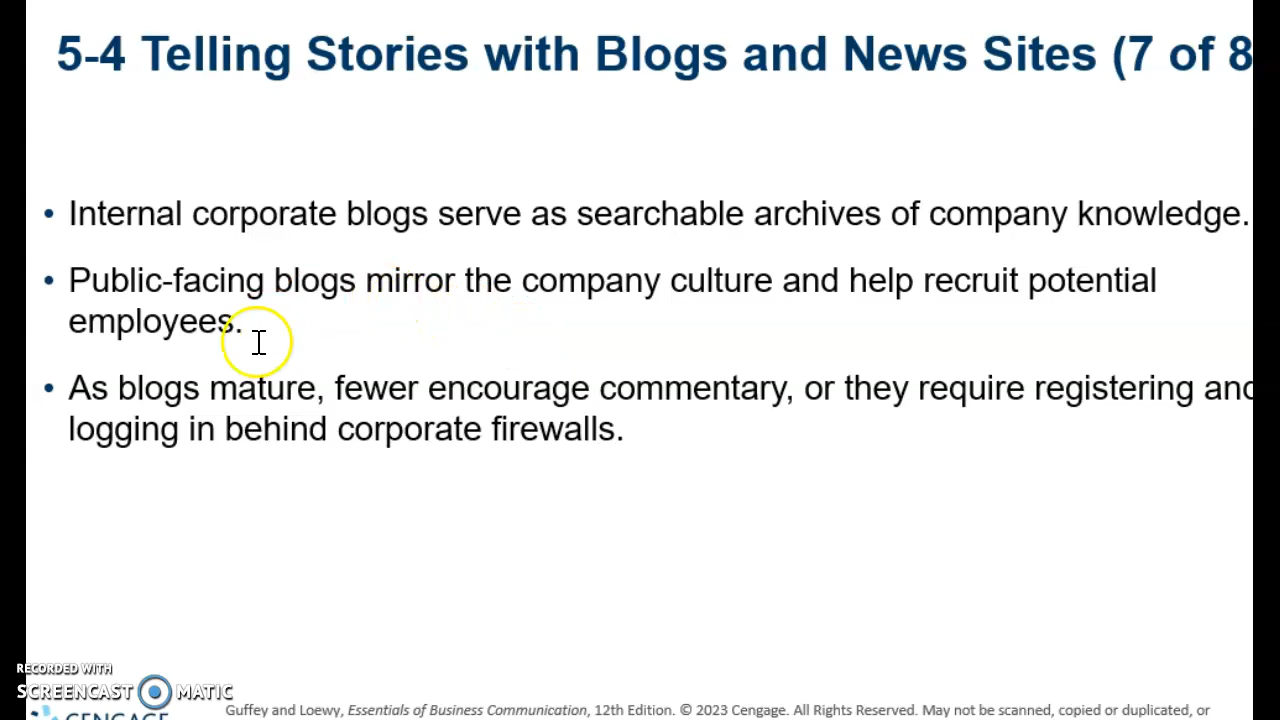 5-4 Telling Stories with Blogs and News Sites (7 of 8
• Internal corporate blogs serve as searchable archives of company knowledge.
• Public-facing blogs mirror the company culture and help recruit potential
employees.
• As blogs mature, fewer encourage commentary, or they require registering and
logging in behind corporate firewalls.
RECORDED WITH
SCREENCAST MATIC
CENGAGE
Guffey and Loewy, Essentials of Business Communication, 12th Edition. © 2023 Cengage. All Rights Reserved. May not be scanned, copied or duplicated, or